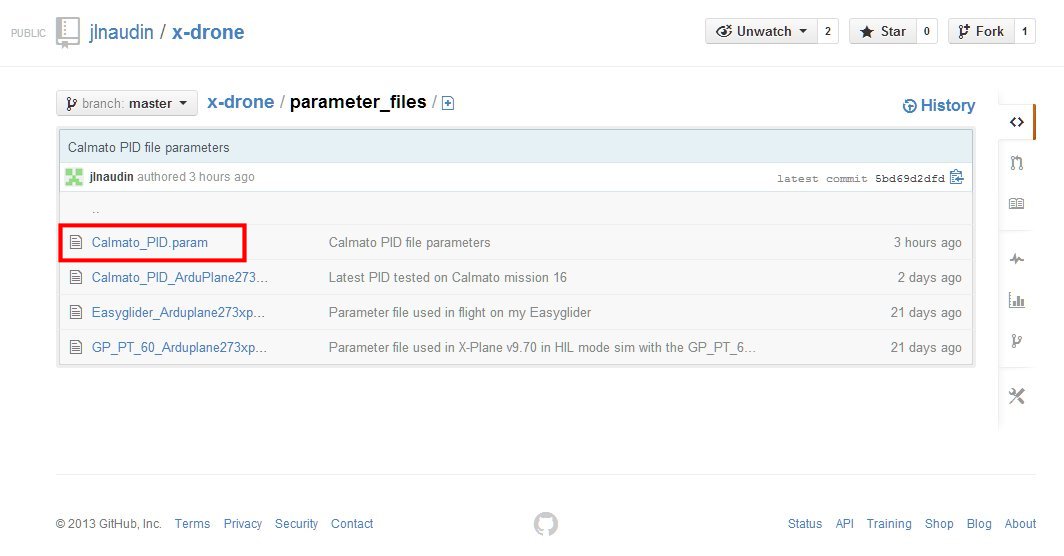 PUBLIC jlnaudin / x-drone Unwatch 2 Star 0 Fork 1
branch: master x-drone / parameter_files / History
Calmato PID file parameters
jlnaudin authored 3 hours ago latest commit 5bd69d2dfd
..
Calmato_PID.param Calmato PID file parameters 3 hours ago
Calmato_PID_ArduPlane273... Latest PID tested on Calmato mission 16 2 days ago
Easyglider_Arduplane273xp... Parameter file used in flight on my Easyglider 21 days ago
GP_PT_60_Arduplane273xp... Parameter file used in X-Plane v9.70 in HIL mode sim with the GP_PT_6... 21 days ago
© 2013 GitHub, Inc. Terms Privacy Security Contact Status API Training Shop Blog About